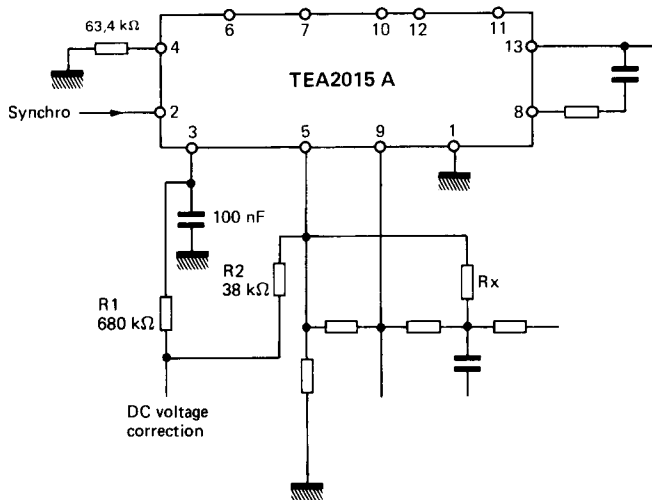 63,4 kΩ
6
7
10
12
11
4
13
TEA2015 A
Synchro
2
8
3
5
9
1
100 nF
R2
38 kΩ
Rx
R1
680 kΩ
DC voltage
correction